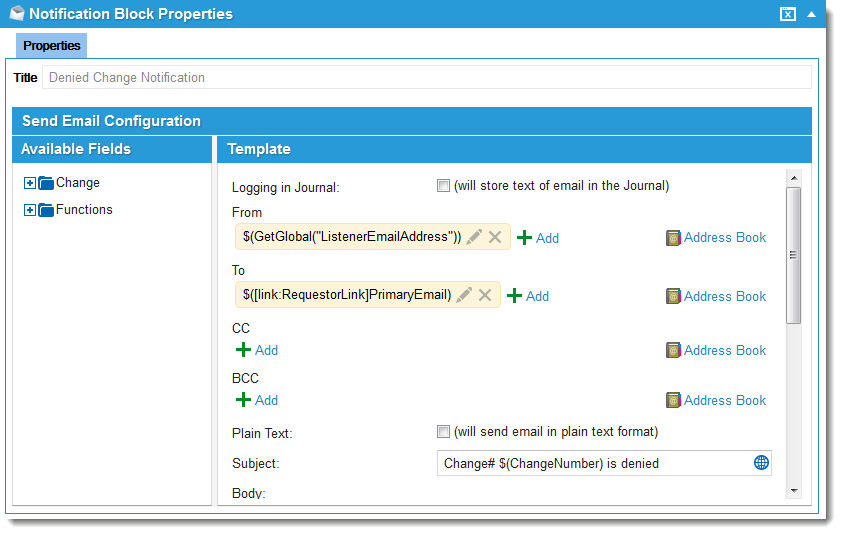 Notification Block Properties
Properties
Title Denied Change Notification
Send Email Configuration
Available Fields
Change
Functions
Template
Logging in Journal: (will store text of email in the Journal)
From
$(GetGlobal("ListenerEmailAddress")) Add Address Book
To
$([link:RequestorLink]PrimaryEmail) Add Address Book
CC
Add Address Book
BCC
Add Address Book
Plain Text: (will send email in plain text format)
Subject: Change# $(ChangeNumber) is denied
Body: